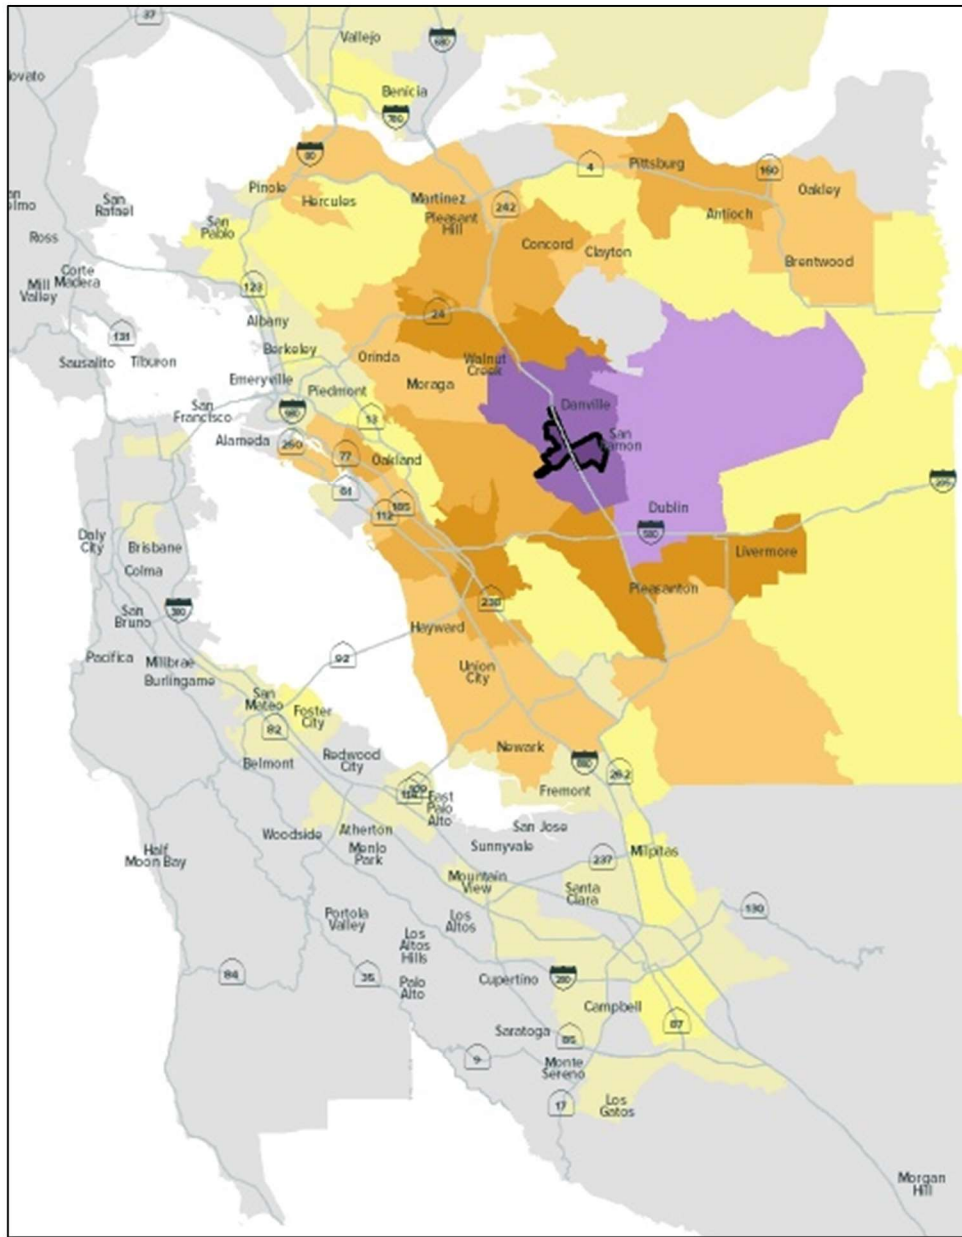 37
Vallejo
680
Novato
Benicia
780
80
4
Pittsburg
160
Pinole
Hercules
Martinez
Oakley
San
Rafael
Pleasant
Hill
242
Antioch
San
Pablo
Ross
Concord
Clayton
Corte
Madera
Brentwood
Mill
Valley
123
24
Albany
131
Berkeley
Orinda
Walnut
Creek
Sausalito
Tiburon
Emeryville
Piedmont
Moraga
San
Francisco
Danville
13
Alameda
260
San
Ramon
77
Oakland
61
185
112
Dublin
580
Daly
City
Brisbane
Livermore
Colma
Pleasanton
238
San
Bruno
380
Hayward
92
Pacifica
Millbrae
Union
City
Burlingame
San
Mateo
Foster
City
82
Newark
Redwood
City
Belmont
880
262
114
East
Palo
Alto
Fremont
San Jose
Woodside
Atherton
Menlo
Park
Sunnyvale
Half
Moon Bay
Milpitas
237
Mountain
View
Santa
Clara
130
Portola
Valley
Los
Altos
Los
Altos
Hills
84
35
Cupertino
280
Palo
Alto
Campbell
87
Saratoga
85
9
Monte
Sereno
17
Los
Gatos
Morgan
Hill